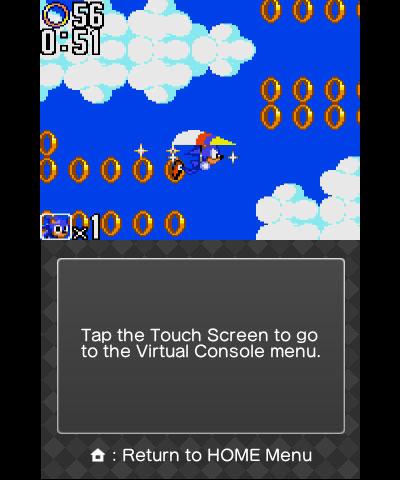 56
0:51
×1
Tap the Touch Screen to go
to the Virtual Console menu.
: Return to HOME Menu